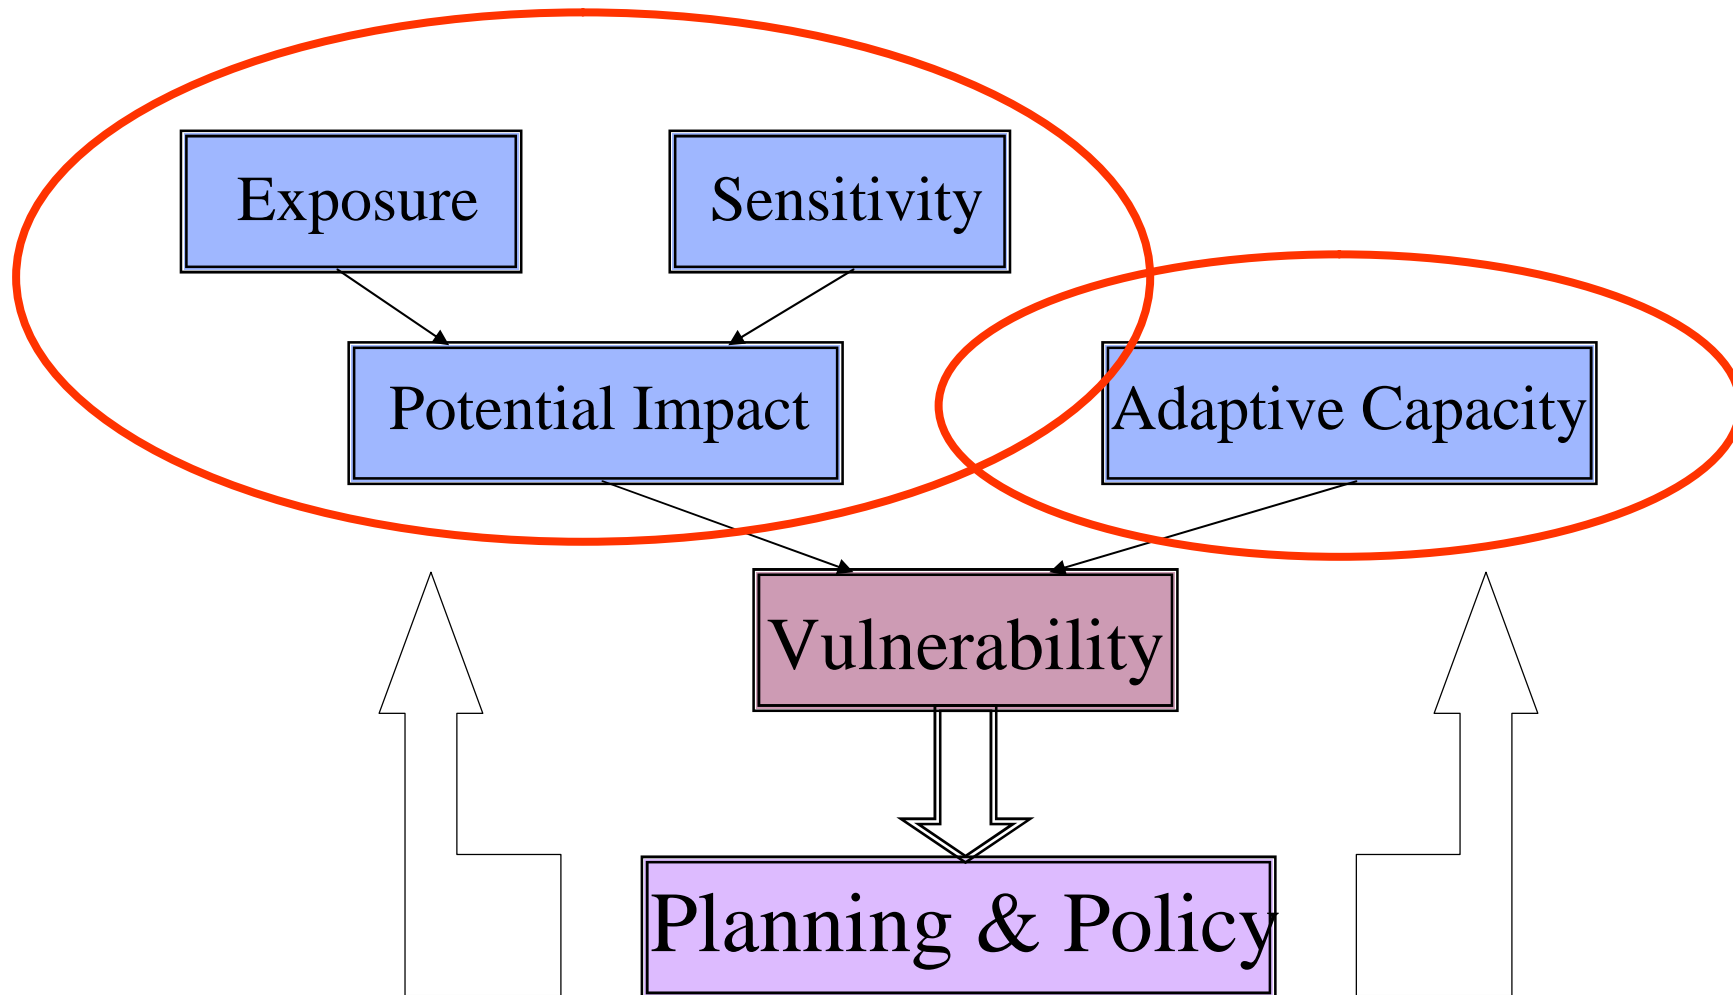 Exposure
Sensitivity
Potential Impact
Adaptive Capacity
Vulnerability
Planning & Policy